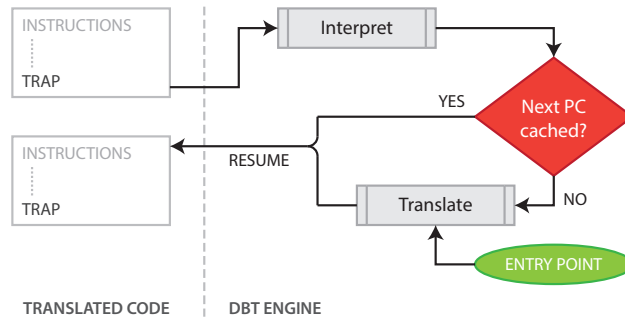 INSTRUCTIONS
TRAP
Interpret
YES
Next PC
cached?
INSTRUCTIONS
TRAP
RESUME
Translate
NO
ENTRY POINT
TRANSLATED CODE
DBT ENGINE